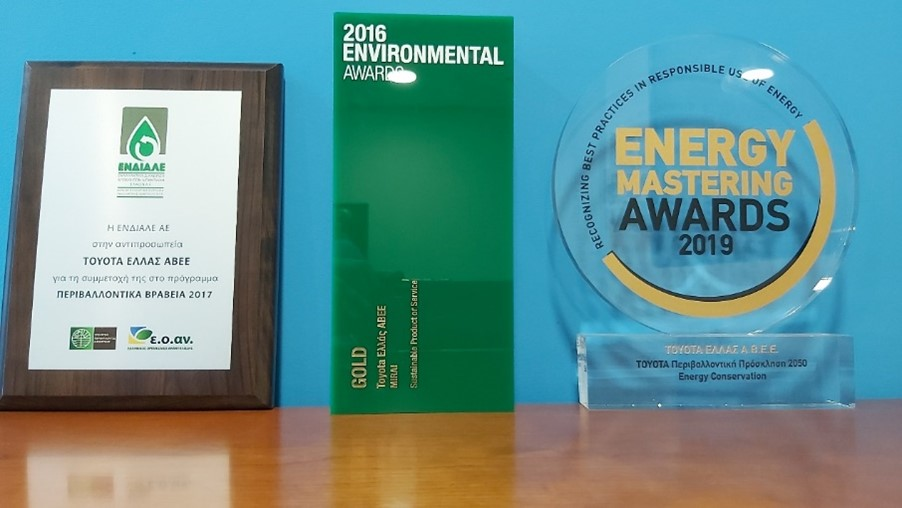 ΕΝΔΙΑΛΕ
Η ΕΝΔΙΑΛΕ ΑΕ
στην αντιπροσωπεία
TOYOTA ΕΛΛΑΣ ΑΒΕΕ
για τη συμμετοχή της στο πρόγραμμα
ΠΕΡΙΒΑΛΛΟΝΤΙΚΑ ΒΡΑΒΕΙΑ 2017
ε.ο.αν.
2016
ENVIRONMENTAL
AWARDS
GOLD
Toyota Ελλάς ΑΒΕΕ
MIRAI
Sustainable Product or Service
RECOGNIZING BEST PRACTICES IN RESPONSIBLE USE OF ENERGY
ENERGY
MASTERING
AWARDS
2019
TOYOTA ΕΛΛΑΣ Α.Β.Ε.Ε.
TOYOTA Περιβαλλοντική Πρόσκληση 2050
Energy Conservation